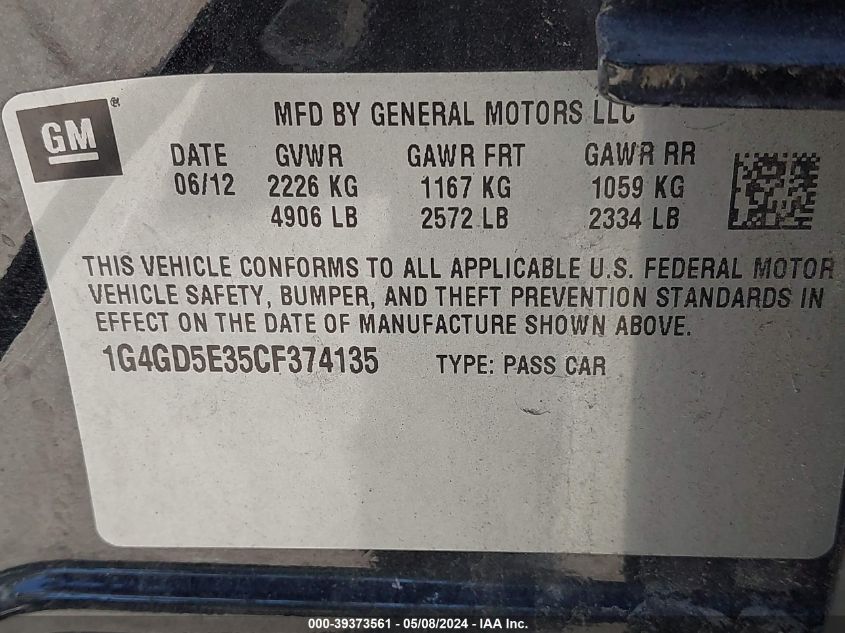 GM ®
MFD BY GENERAL MOTORS LLC
DATE GVWR GAWR FRT GAWR RR
06/12 2226 KG 1167 KG 1059 KG
4906 LB 2572 LB 2334 LB
THIS VEHICLE CONFORMS TO ALL APPLICABLE U.S. FEDERAL MOTOR
VEHICLE SAFETY, BUMPER, AND THEFT PREVENTION STANDARDS IN
EFFECT ON THE DATE OF MANUFACTURE SHOWN ABOVE.
1G4GD5E35CF374135 TYPE: PASS CAR
000-39373561 - 05/08/2024 - IAA Inc.